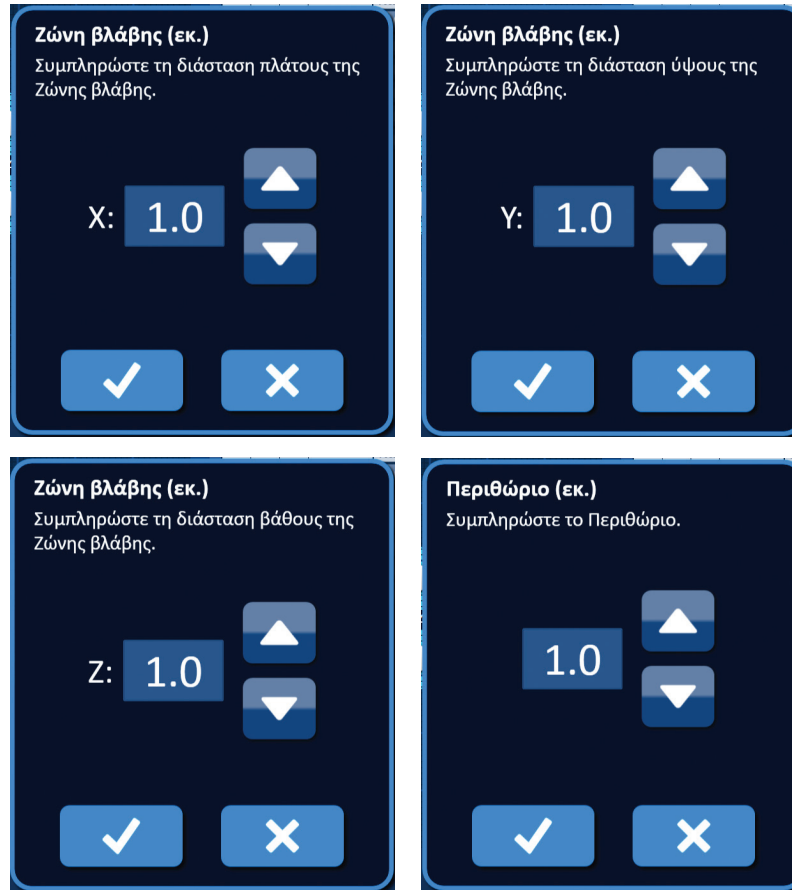 Ζώνη βλάβης (εκ.)
Συμπληρώστε τη διάσταση πλάτους της
Ζώνης βλάβης.
X: 1.0
Ζώνη βλάβης (εκ.)
Συμπληρώστε τη διάσταση ύψους της
Ζώνης βλάβης.
Y: 1.0
Ζώνη βλάβης (εκ.)
Συμπληρώστε τη διάσταση βάθους της
Ζώνης βλάβης.
Z: 1.0
Περιθώριο (εκ.)
Συμπληρώστε το Περιθώριο.
1.0